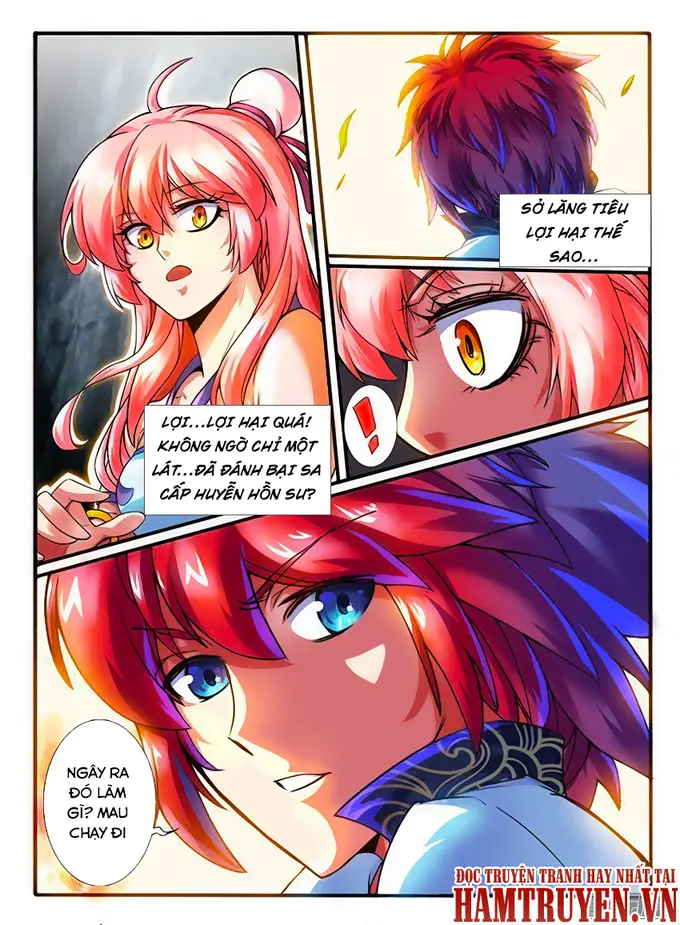 LỢI...LỢI HẠI QUÁ!
KHÔNG NGỜ CHỈ MỘT
LÁT...ĐÃ ĐÁNH BẠI SA
CẤP HUYỄN HỒN SƯ?
SỞ LĂNG TIÊU
LỢI HẠI THẾ
SAO...
!
NGÂY RA
ĐÓ LÀM
GÌ? MAU
CHẠY ĐI
ĐỌC TRUYỆN TRANH HAY NHẤT TẠI
HAMTRUYEN.VN